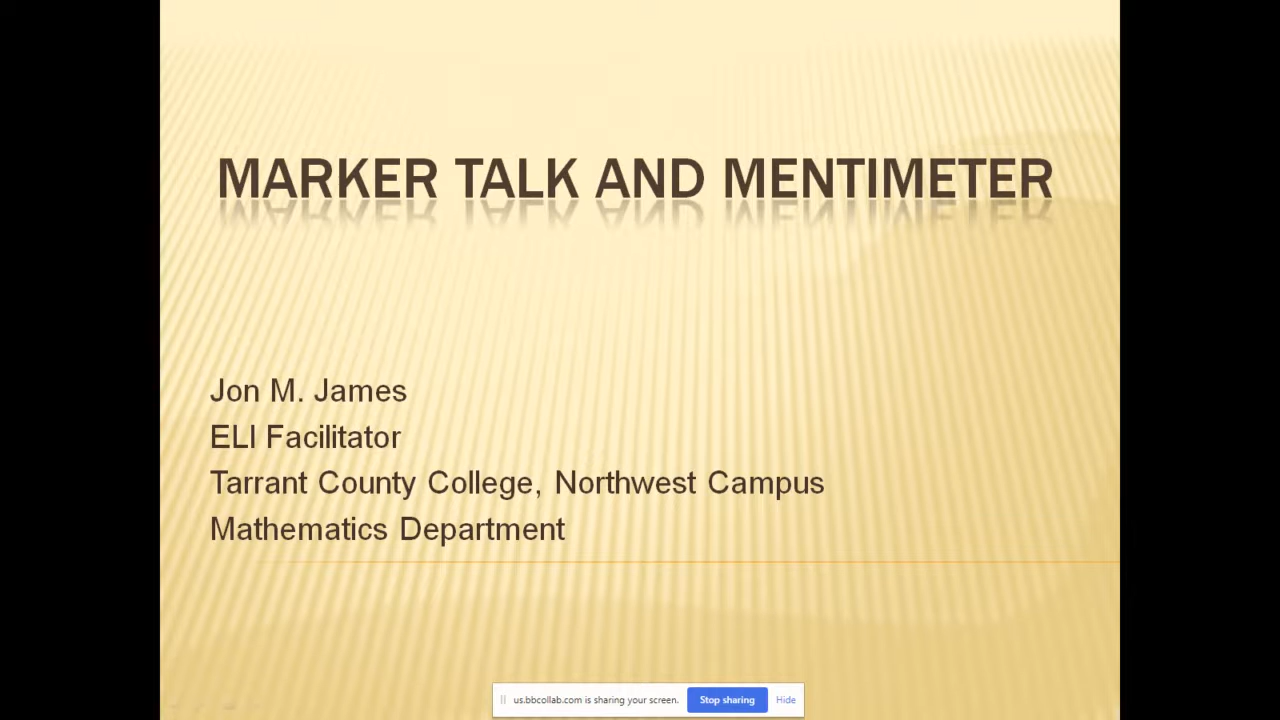 MARKER TALK AND MENTIMETER
Jon M. James
ELI Facilitator
Tarrant County College, Northwest Campus
Mathematics Department
us.bbcollab.com is sharing your screen. Stop sharing Hide